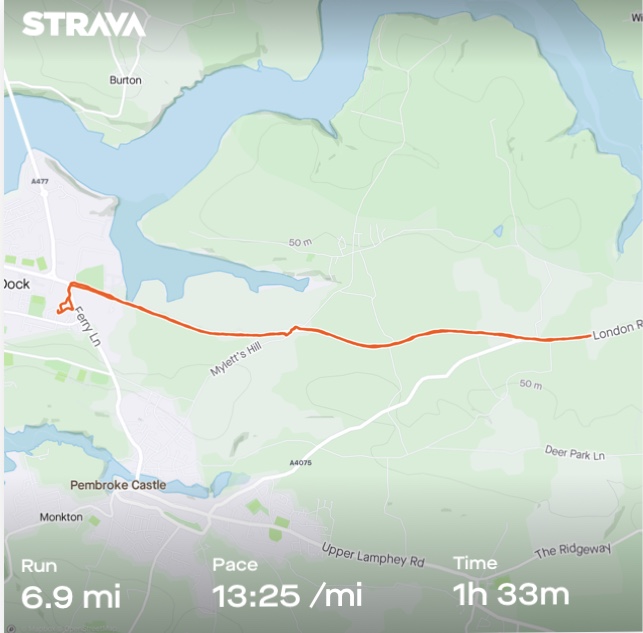 STRAVA
Wi
Burton
A477
50 m
Dock
Ferry Ln
London R
Mylett's Hill
50 m
A4075
Deer Park Ln
Pembroke Castle
Monkton
Upper Lamphey Rd
The Ridgeway
Run
Pace
Time
6.9 mi
13:25 /mi
1h 33m